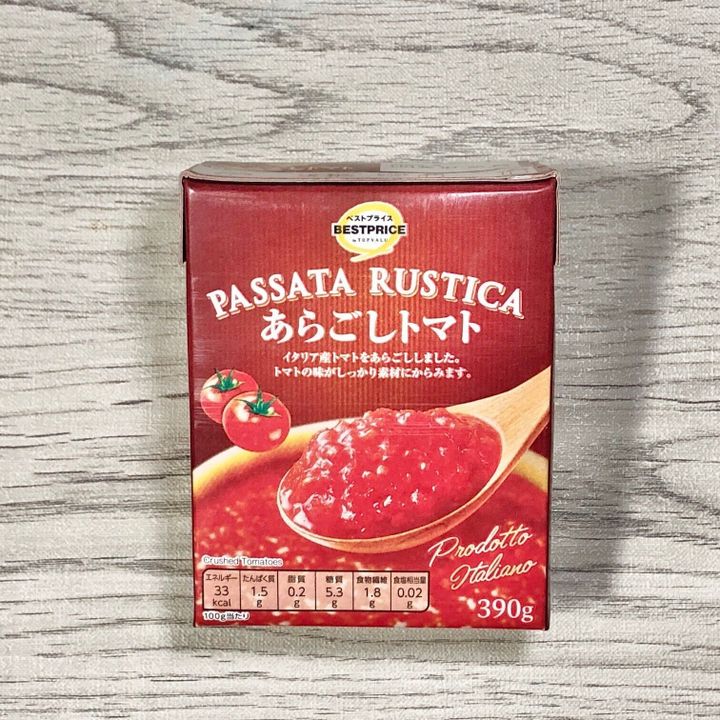 ベストプライス
BESTPRICE
by TOPVALU
PASSATA RUSTICA
あらごしトマト
イタリア産トマトをあらごししました。
トマトの味がしっかり素材にからみます。
Prodotto
Italiano
Crushed Tomatoes
エネルギー たんぱく質 脂質 糖質 食物繊維 食塩相当量
33 kcal 1.5 g 0.2 g 5.3 g 1.8 g 0.02 g
100g当たり
390g